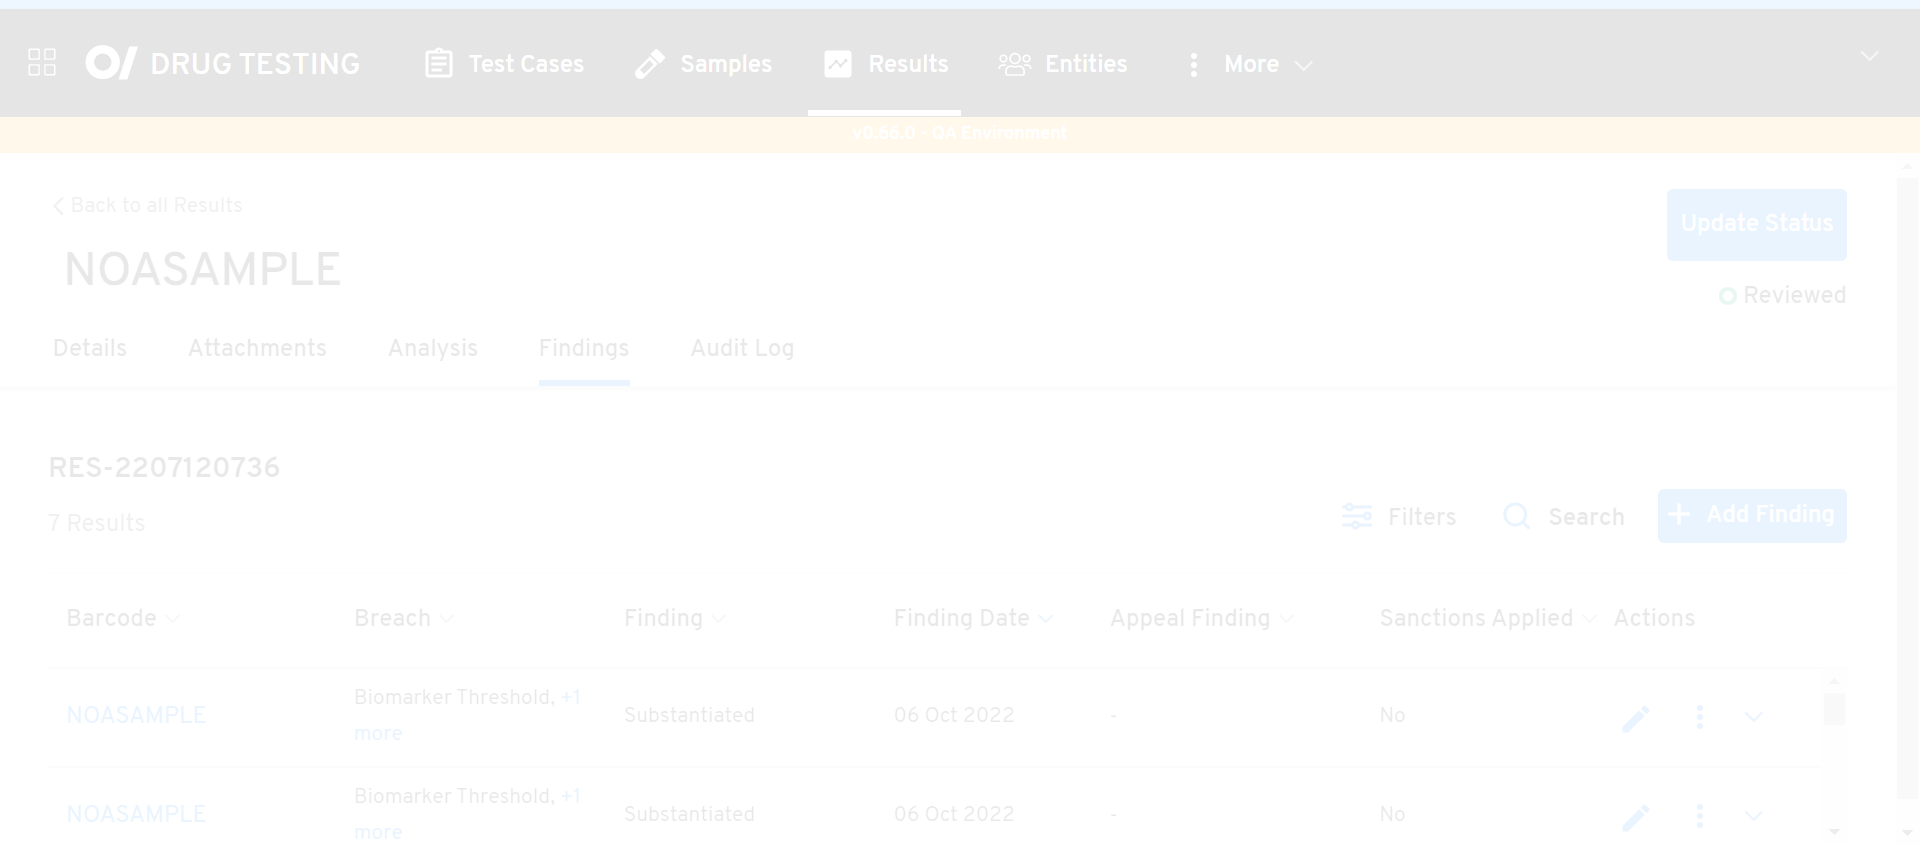 DRUG TESTING
Test Cases
Samples
Results
Entities
More
v0.66.0 - QA Environment
Back to all Results
Update Status
NOASAMPLE
Reviewed
Details
Attachments
Analysis
Findings
Audit Log
RES-2207120736
7 Results
Filters
Search
Add Finding
Barcode
Breach
Finding
Finding Date
Appeal Finding
Sanctions Applied
Actions
NOASAMPLE
Biomarker Threshold, +1
more
Substantiated
06 Oct 2022
-
No
NOASAMPLE
Biomarker Threshold, +1
more
Substantiated
06 Oct 2022
-
No